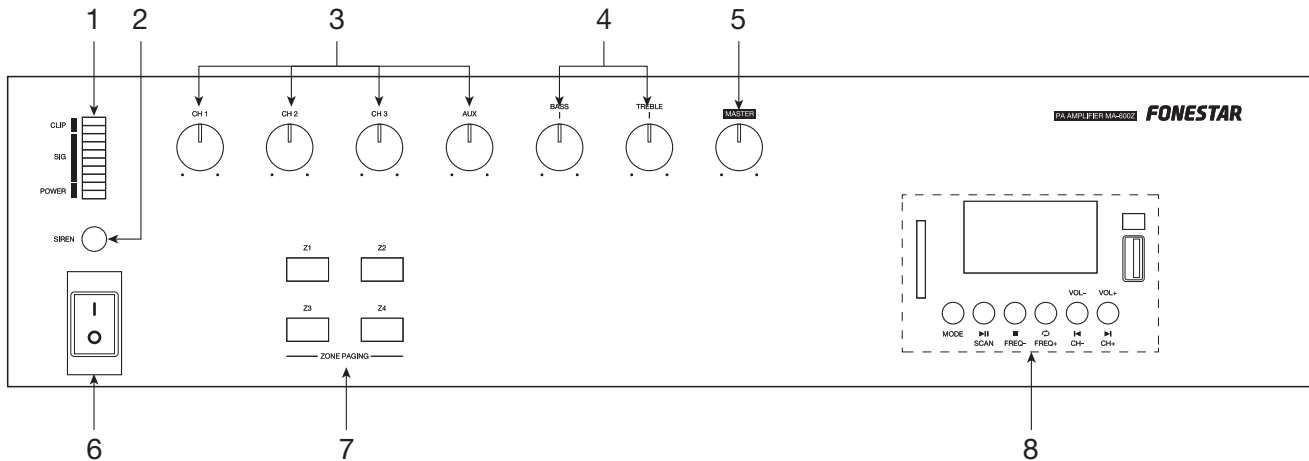 1 2 3 4 5
CH 1 CH 2 CH 3 AUX BASS TREBLE MASTER
PA AMPLIFIER MA-600Z FONESTAR
CLIP
SIG
POWER
SIREN
Z1 Z2
Z3 Z4
ZONE PAGING
VOL- VOL+
MODE SCAN FREQ- FREQ+ CH- CH+
6 7 8